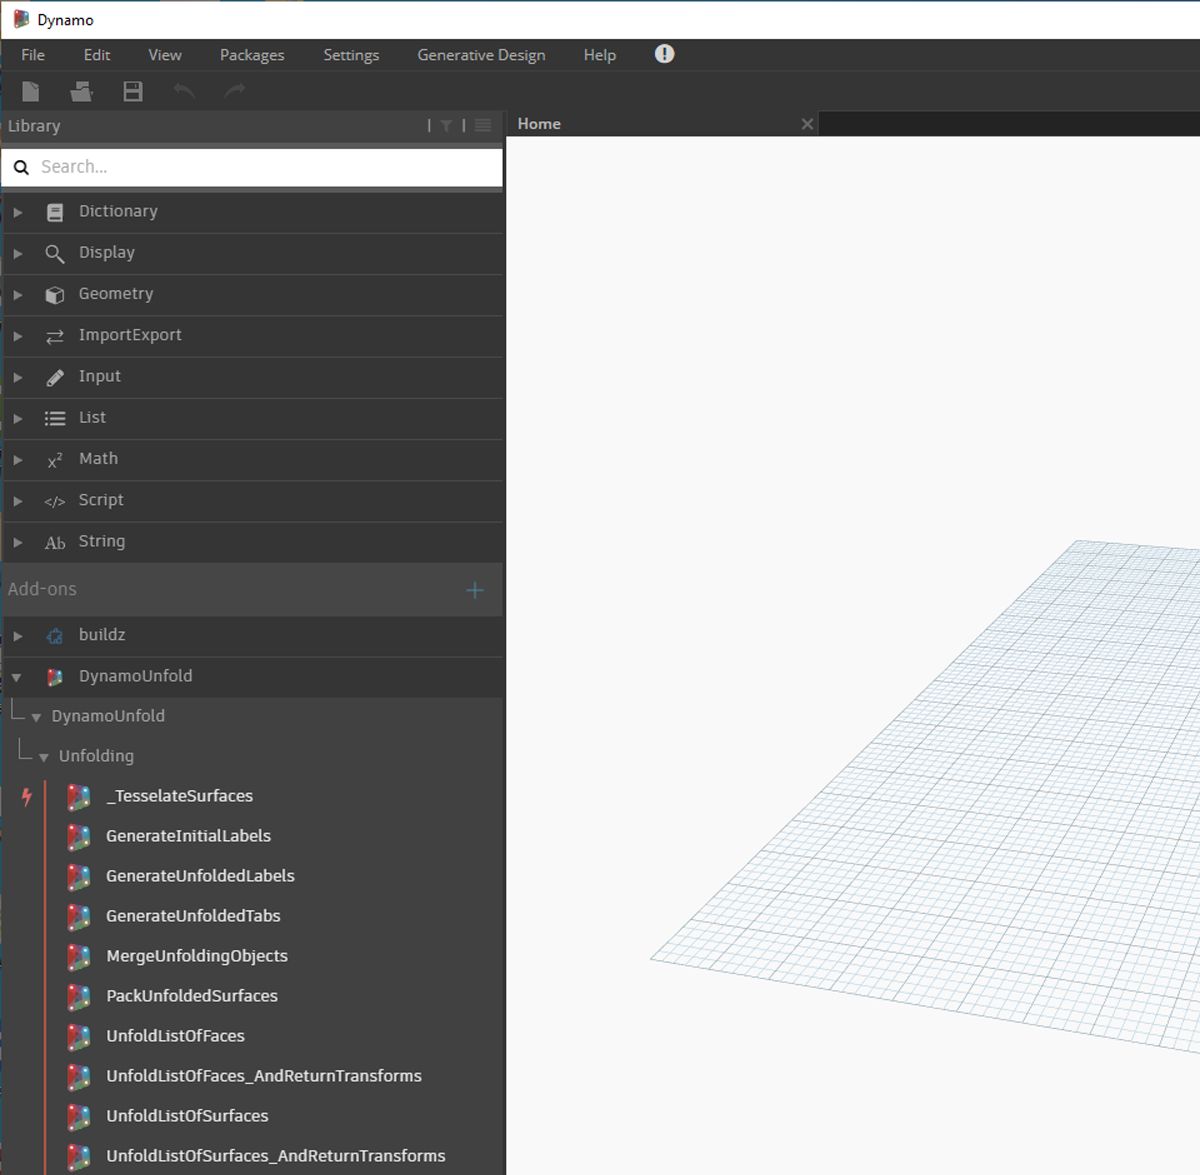 Dynamo
File Edit View Packages Settings Generative Design Help
Library
Home
Search...
Dictionary
Display
Geometry
ImportExport
Input
List
x² Math
</> Script
Ab String
Add-ons
buildz
DynamoUnfold
DynamoUnfold
Unfolding
_TesselateSurfaces
GenerateInitialLabels
GenerateUnfoldedLabels
GenerateUnfoldedTabs
MergeUnfoldingObjects
PackUnfoldedSurfaces
UnfoldListOfFaces
UnfoldListOfFaces_AndReturnTransforms
UnfoldListOfSurfaces
UnfoldListOfSurfaces_AndReturnTransforms